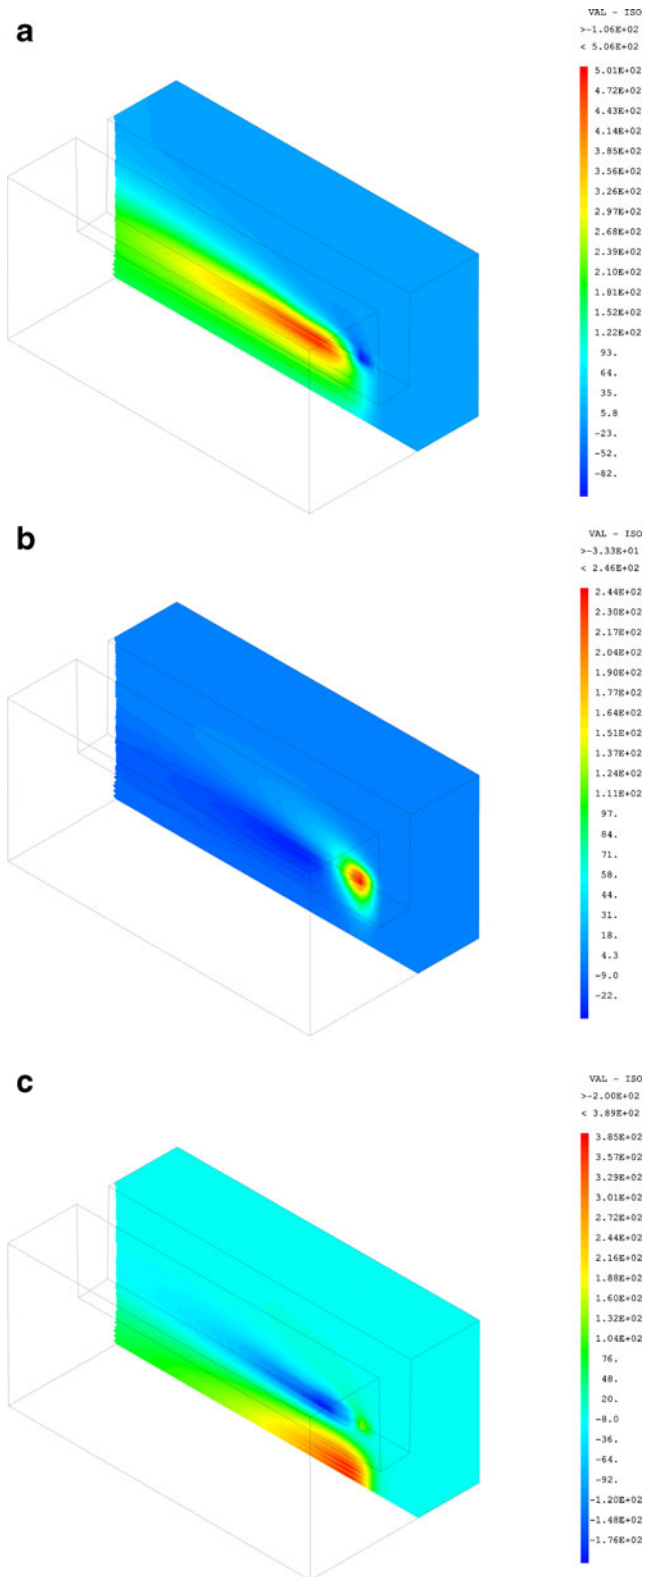 a
VAL - ISO
>-1.06E+02
< 5.06E+02
5.01E+02
4.72E+02
4.43E+02
4.14E+02
3.85E+02
3.56E+02
3.26E+02
2.97E+02
2.68E+02
2.39E+02
2.10E+02
1.81E+02
1.52E+02
1.22E+02
93.
64.
35.
5.8
-23.
-52.
-82.
b
VAL - ISO
>-3.33E+01
< 2.46E+02
2.44E+02
2.30E+02
2.17E+02
2.04E+02
1.90E+02
1.77E+02
1.64E+02
1.51E+02
1.37E+02
1.24E+02
1.11E+02
97.
84.
71.
58.
44.
31.
18.
4.3
-9.0
-22.
c
VAL - ISO
>-2.00E+02
< 3.89E+02
3.85E+02
3.57E+02
3.29E+02
3.01E+02
2.72E+02
2.44E+02
2.16E+02
1.88E+02
1.60E+02
1.32E+02
1.04E+02
76.
48.
20.
-8.0
-36.
-64.
-92.
-1.20E+02
-1.48E+02
-1.76E+02